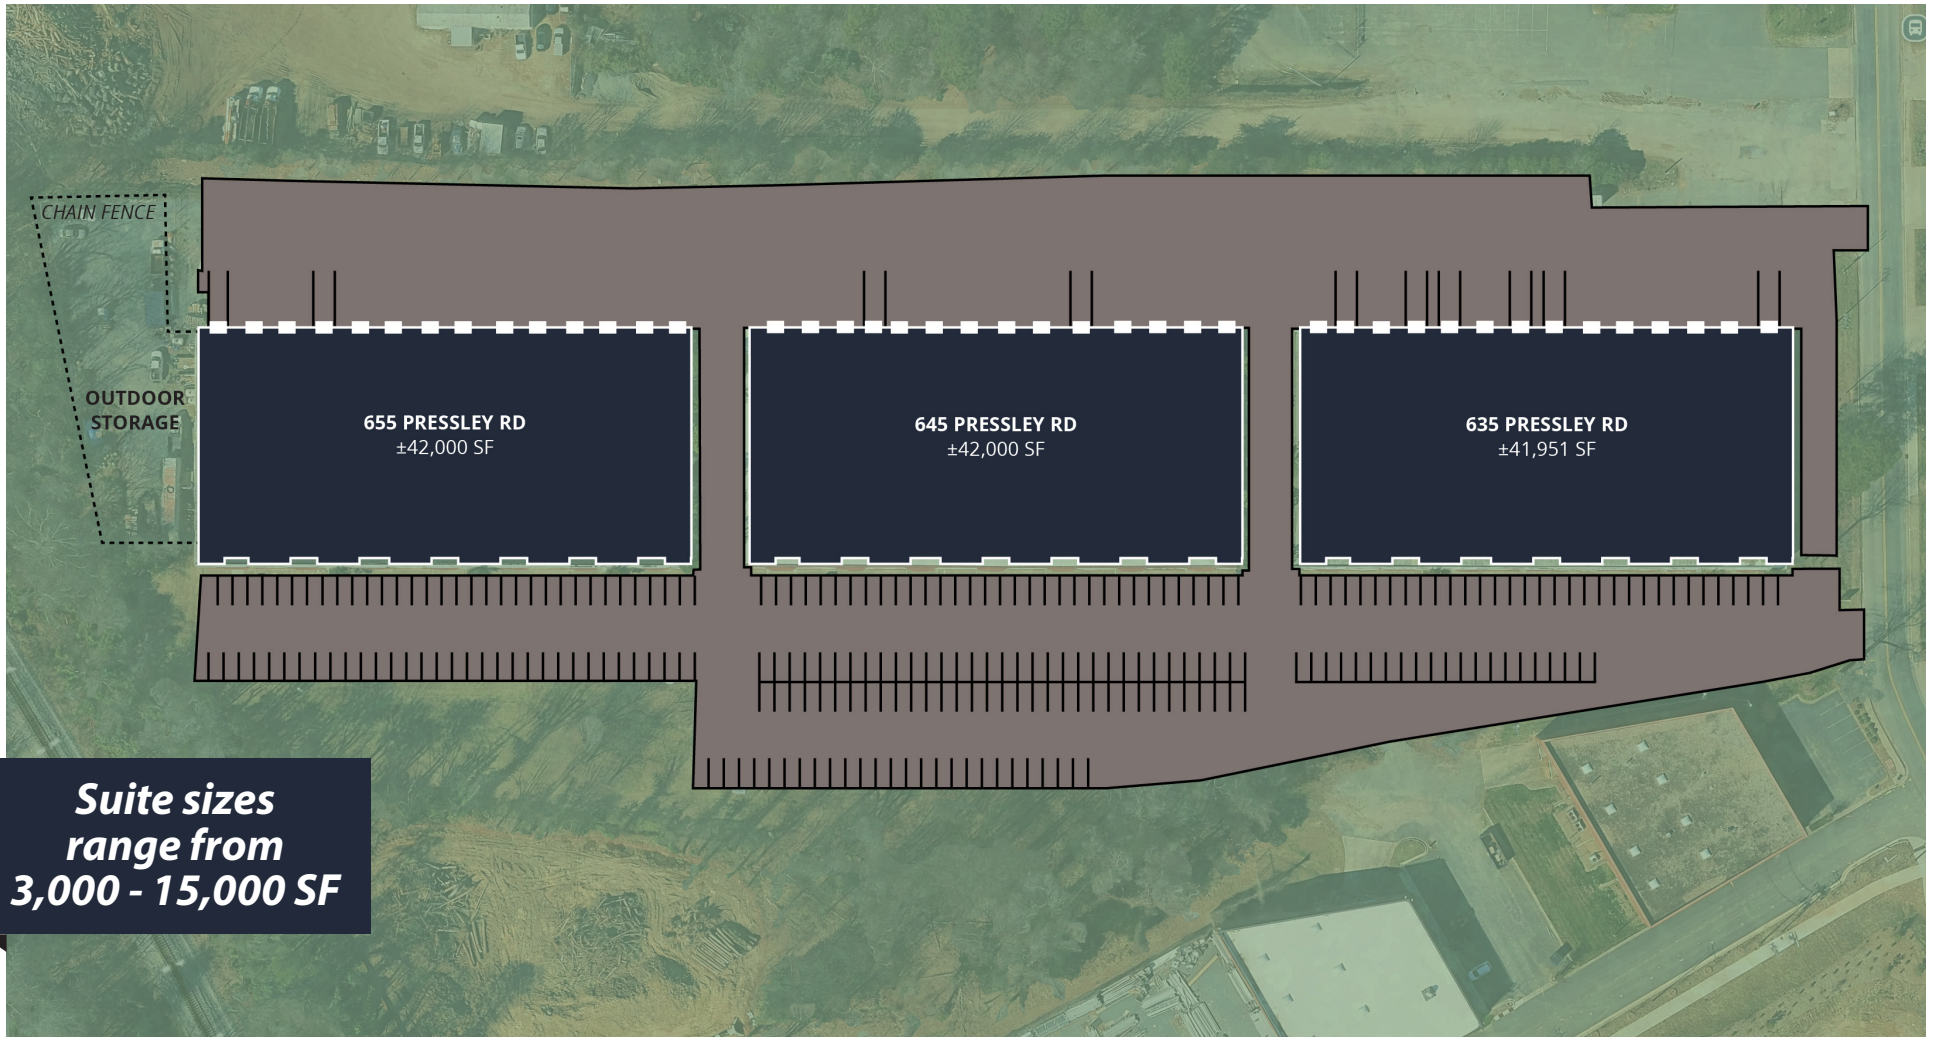 CHAIN FENCE
OUTDOOR
STORAGE
655 PRESSLEY RD
±42,000 SF
645 PRESSLEY RD
±42,000 SF
635 PRESSLEY RD
±41,951 SF
Suite sizes
range from
3,000 - 15,000 SF